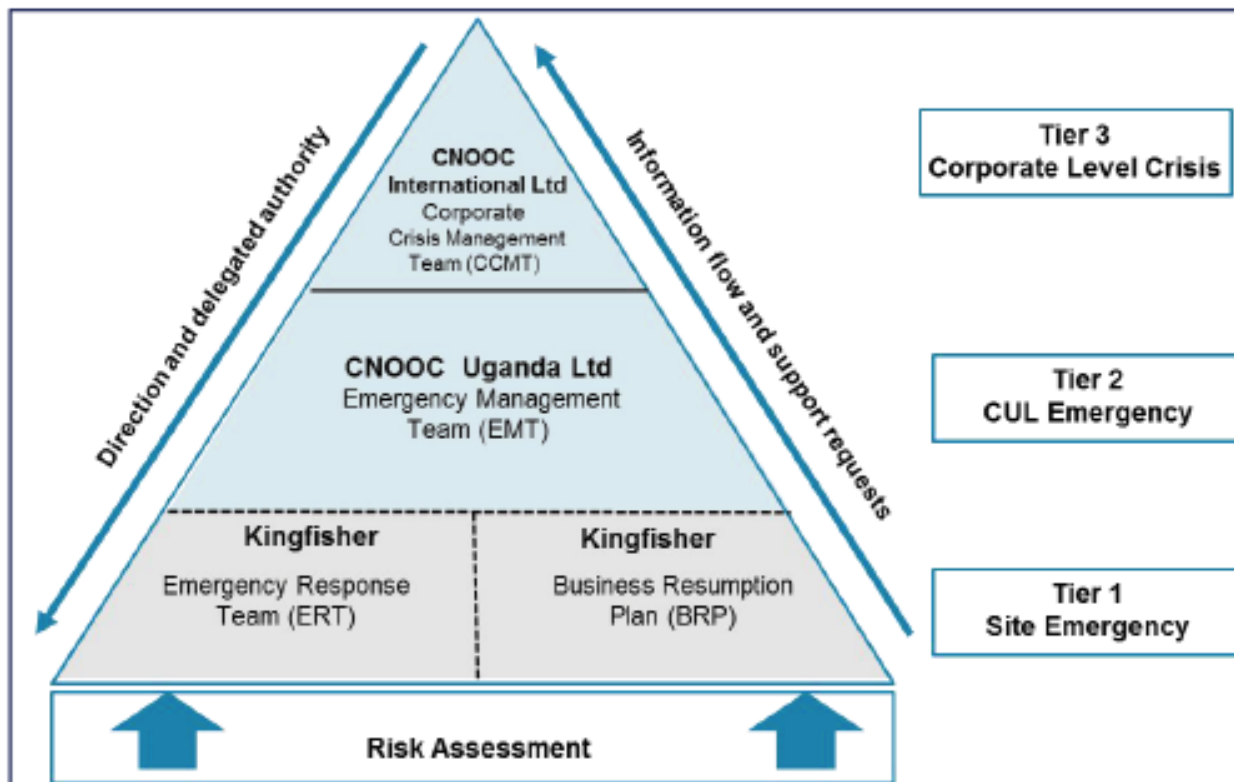 CNOOC
International Ltd
Corporate
Crisis Management
Team (CCMT)
Direction and delegated authority
Information flow and support requests
Tier 3
Corporate Level Crisis
CNOOC Uganda Ltd
Emergency Management
Team (EMT)
Tier 2
CUL Emergency
Kingfisher
Emergency Response
Team (ERT)
Kingfisher
Business Resumption
Plan (BRP)
Tier 1
Site Emergency
Risk Assessment